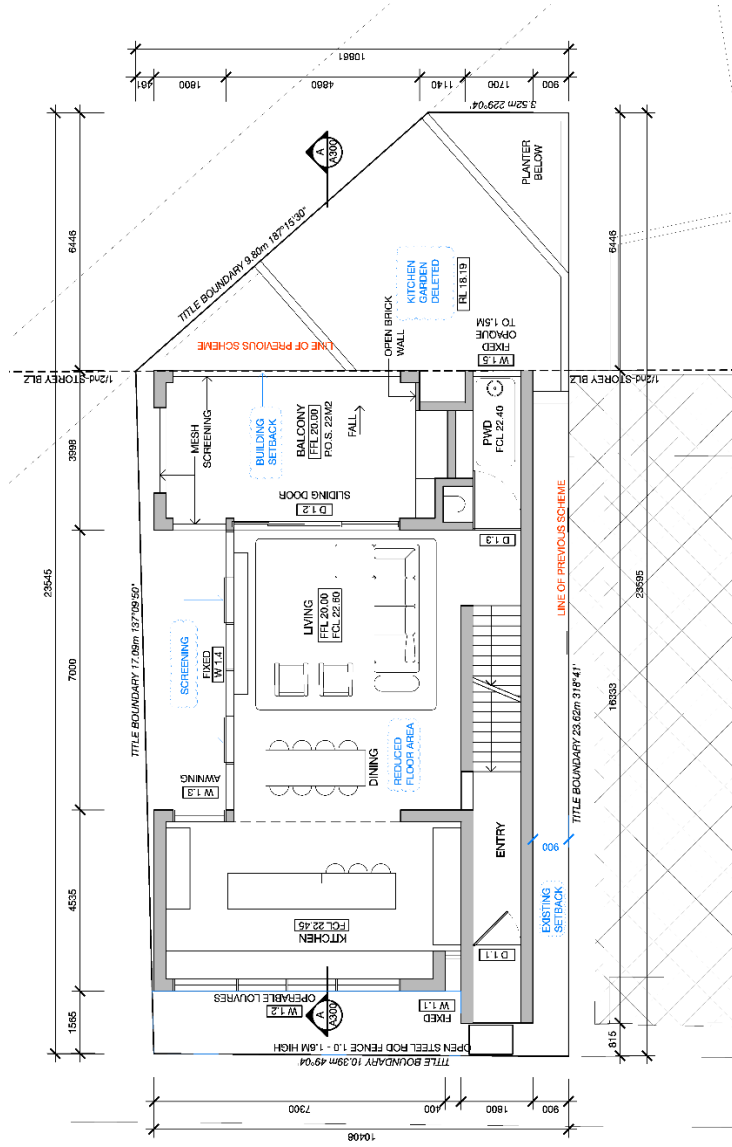 10861
461
1800
4860
1140
1700
900
3.52m 229°04'
A
A300
PLANTER
BELOW
6446
6446
TITLE BOUNDARY 9.80m 187°15'30"
KITCHEN
GARDEN
DELETED
RL 18.19
LINE OF PREVIOUS SCHEME
OPEN BRICK
WALL
W 1.5
FIXED
OPAQUE
TO 1.5M
1/2nd-STOREY BLZ
1/2nd-STOREY BLZ
MESH
SCREENING
BUILDING
SETBACK
BALCONY
FFL 20.00
P.O.S. 22M2
FALL
PWD
FCL 22.40
3998
SLIDING DOOR
D 1.2
D 1.3
LINE OF PREVIOUS SCHEME
23545
23595
TITLE BOUNDARY 17.09m 137°09'50"
SCREENING
FIXED
W 1.4
LIVING
FFL 20.00
FCL 22.60
7000
16333
TITLE BOUNDARY 23.62m 318°41'
AWNING
W 1.3
DINING
REDUCED
FLOOR AREA
ENTRY
900
EXISTING
SETBACK
4535
KITCHEN
FCL 22.45
D 1.1
OPERABLE LOUVRES
W 1.2
A
A300
FIXED
W 1.1
1565
815
OPEN STEEL ROD FENCE 1.0 - 1.6M HIGH
TITLE BOUNDARY 10.39m 49°04'
7300
400
1800
900
10408